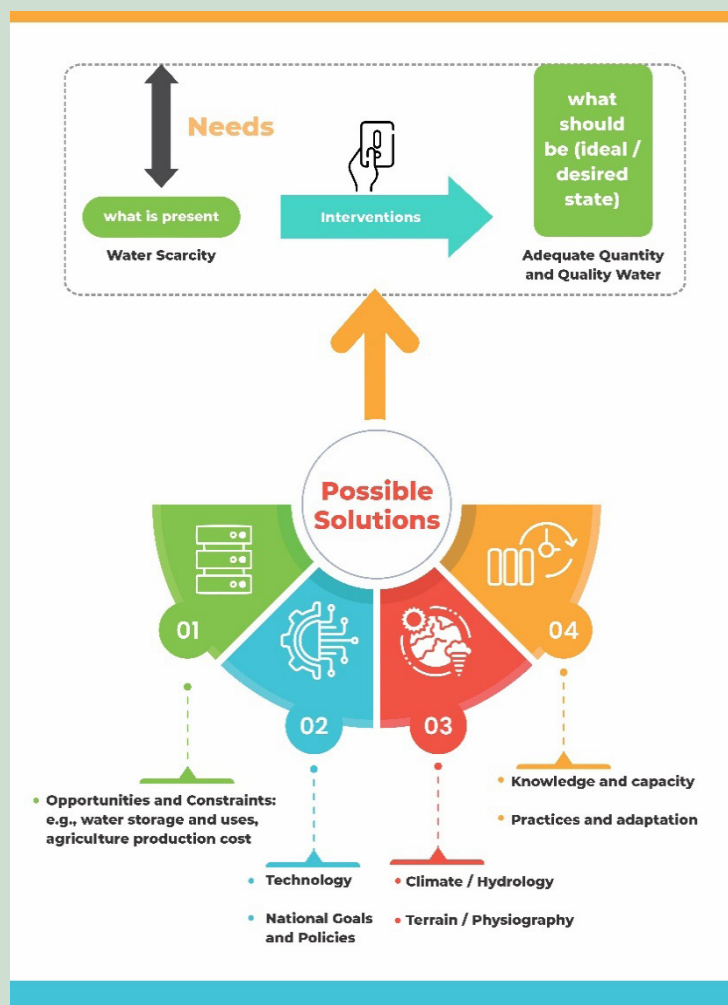 Needs
what is present
Water Scarcity
Interventions
what
should
be (ideal /
desired
state)
Adequate Quantity
and Quality Water
Possible
Solutions
01
02
03
04
Opportunities and Constraints:
e.g., water storage and uses,
agriculture production cost
Technology
National Goals
and Policies
Climate / Hydrology
Terrain / Physiography
Knowledge and capacity
Practices and adaptation